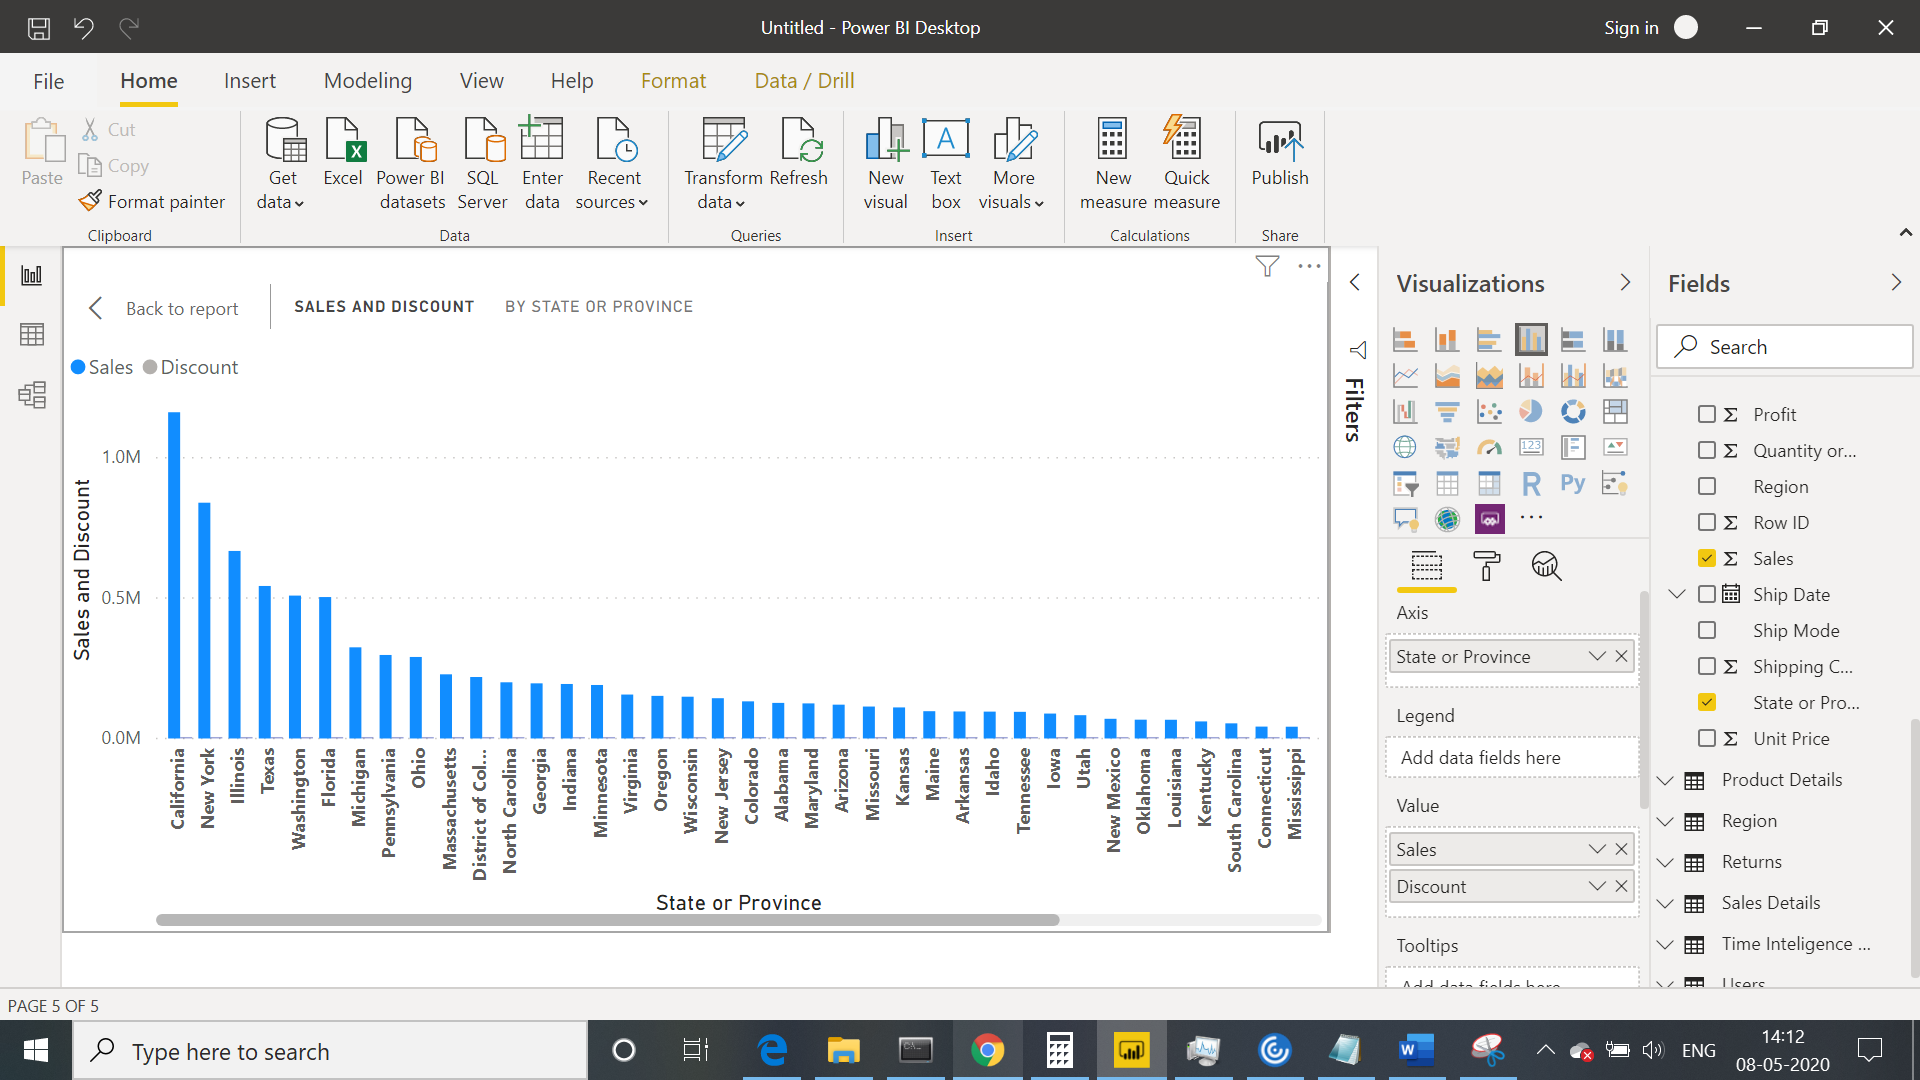 Untitled - Power BI Desktop
Sign in
File
Home
Insert
Modeling
View
Help
Format
Data / Drill
Paste
Cut
Copy
Format painter
Clipboard
Get data
Excel
Power BI datasets
SQL Server
Enter data
Recent sources
Data
Transform data
Refresh
Queries
New visual
A
Text box
More visuals
Insert
New measure
Quick measure
Calculations
Publish
Share
Back to report
SALES AND DISCOUNT
BY STATE OR PROVINCE
Sales
Discount
Sales and Discount
1.0M
0.5M
0.0M
California
New York
Illinois
Texas
Washington
Florida
Michigan
Pennsylvania
Ohio
Massachusetts
District of Col...
North Carolina
Georgia
Indiana
Minnesota
Virginia
Oregon
Wisconsin
New Jersey
Colorado
Alabama
Maryland
Arizona
Missouri
Kansas
Maine
Arkansas
Idaho
Tennessee
Iowa
Utah
New Mexico
Oklahoma
Louisiana
Kentucky
South Carolina
Connecticut
Mississippi
State or Province
Filters
Visualizations
123
R
Py
Axis
State or Province
Legend
Add data fields here
Value
Sales
Discount
Tooltips
Add data fields here
Fields
Search
Σ Profit
Σ Quantity or...
Region
Σ Row ID
Σ Sales
Ship Date
Ship Mode
Σ Shipping C...
State or Pro...
Σ Unit Price
Product Details
Region
Returns
Sales Details
Time Inteligence ...
Users
PAGE 5 OF 5
Type here to search
ENG
14:12
08-05-2020